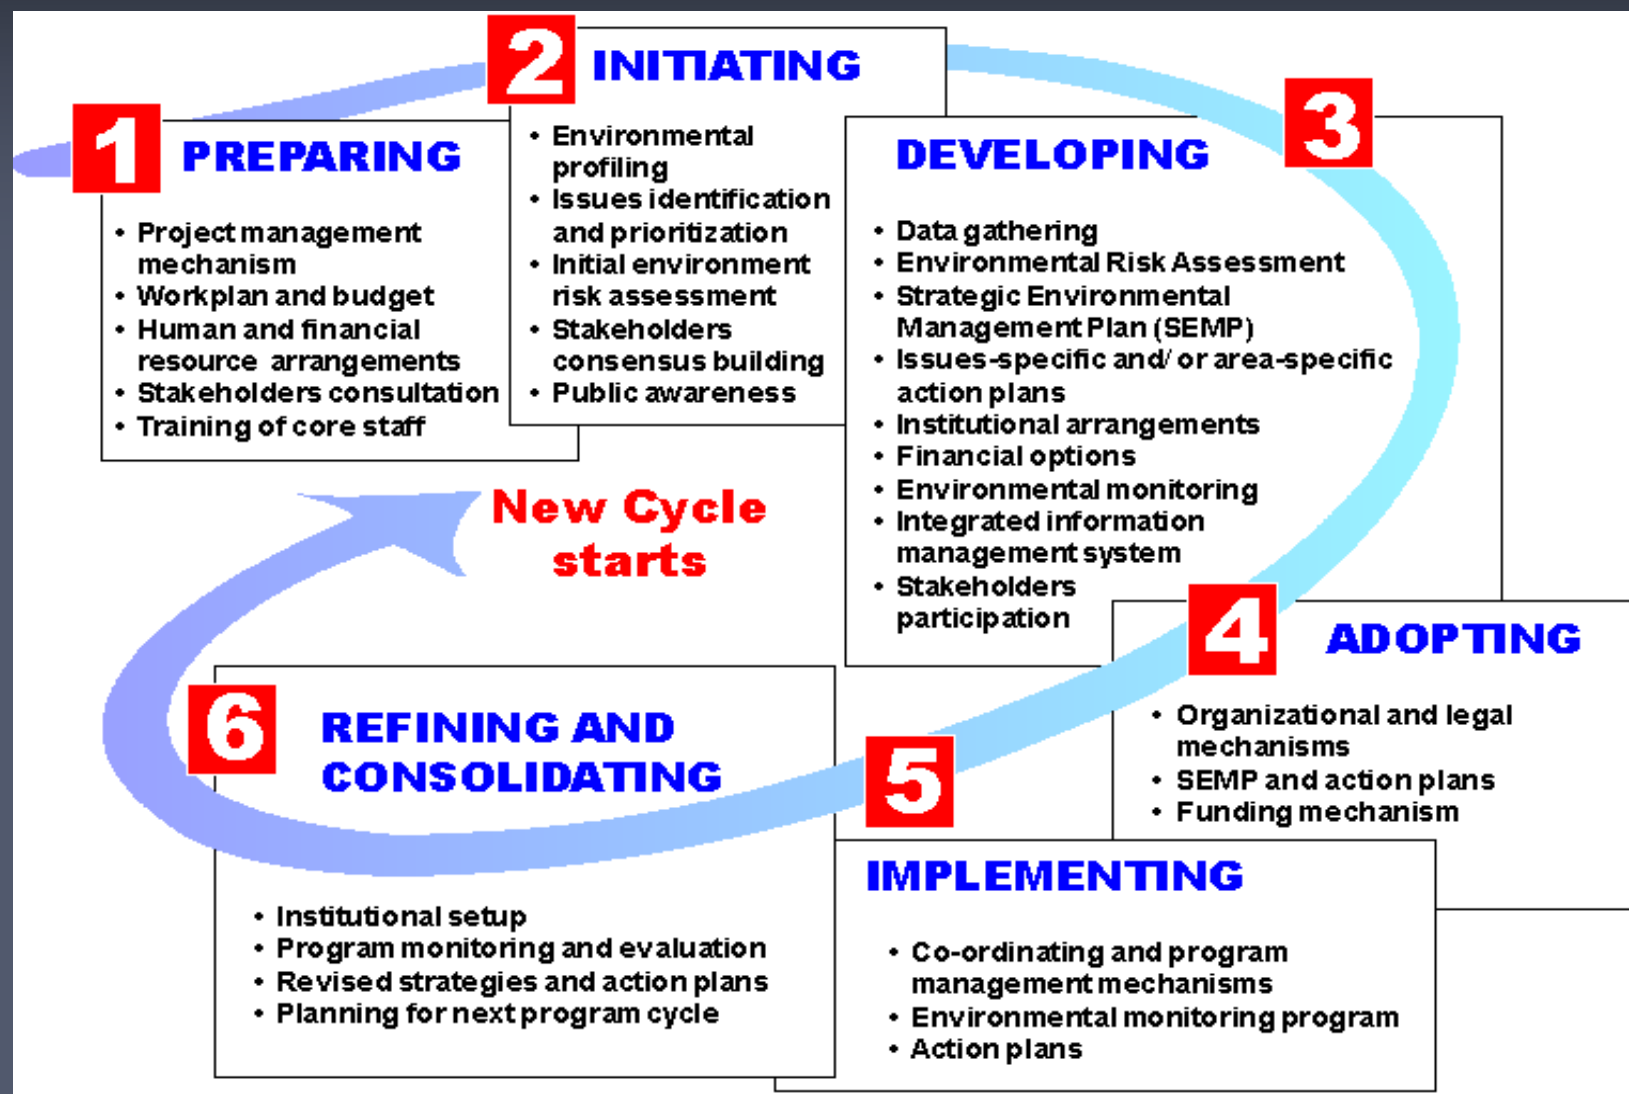 1
PREPARING
• Project management
mechanism
• Workplan and budget
• Human and financial
resource arrangements
• Stakeholders consultation
• Training of core staff
2
INITIATING
• Environmental
profiling
• Issues identification
and prioritization
• Initial environment
risk assessment
• Stakeholders
consensus building
• Public awareness
3
DEVELOPING
• Data gathering
• Environmental Risk Assessment
• Strategic Environmental
Management Plan (SEMP)
• Issues-specific and/ or area-specific
action plans
• Institutional arrangements
• Financial options
• Environmental monitoring
• Integrated information
management system
• Stakeholders
participation
4
ADOPTING
• Organizational and legal
mechanisms
• SEMP and action plans
• Funding mechanism
5
IMPLEMENTING
• Co-ordinating and program
management mechanisms
• Environmental monitoring program
• Action plans
6
REFINING AND
CONSOLIDATING
• Institutional setup
• Program monitoring and evaluation
• Revised strategies and action plans
• Planning for next program cycle
New Cycle
starts